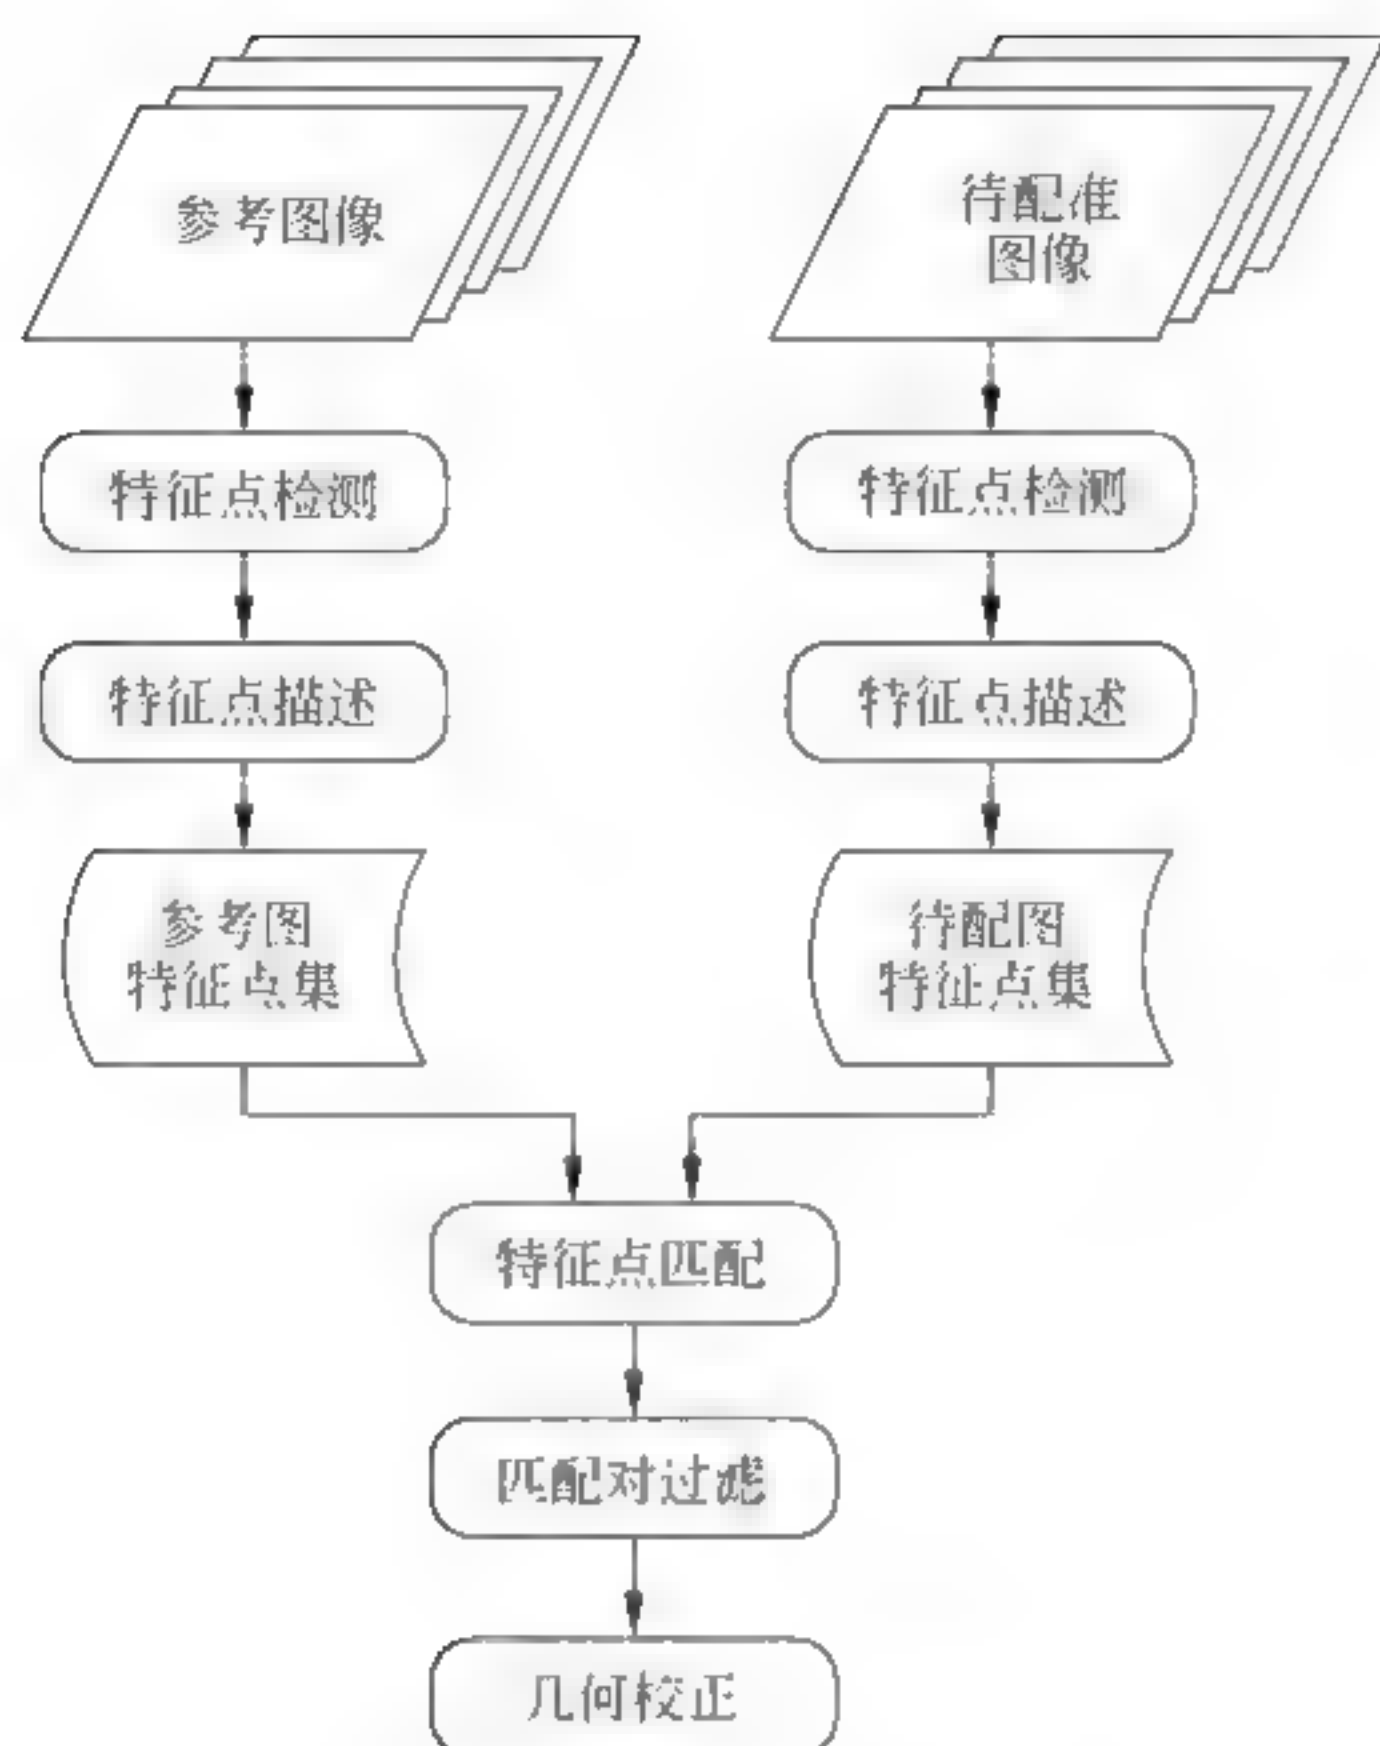 参考图像
待配准
图像
特征点检测
特征点检测
特征点描述
特征点描述
参考图
特征点集
待配图
特征点集
特征点匹配
匹配对过滤
几何校正